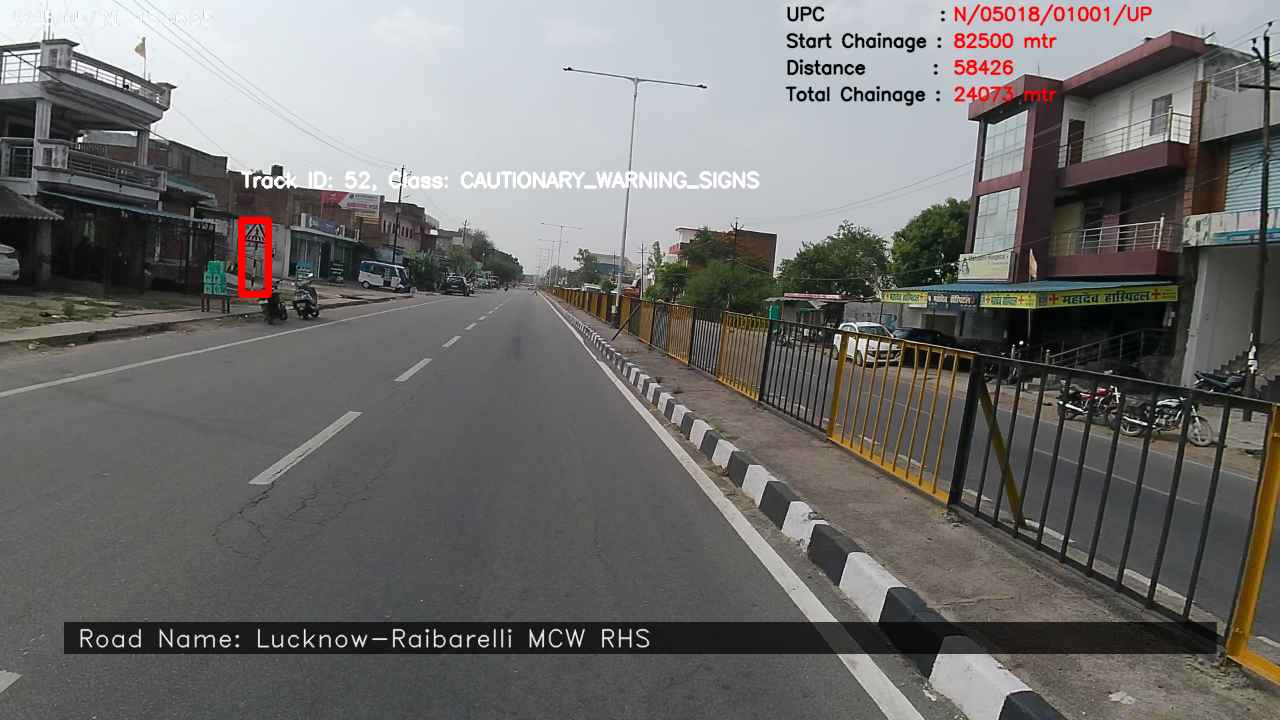 UPC : N/05018/01001/UP
Start Chainage : 82500 mtr
Distance : 58426
Total Chainage : 24073 mtr
Track ID: 52, Class: CAUTIONARY_WARNING_SIGNS
महादेव हास्पिटल
Road Name: Lucknow-Raibarelli MCW RHS